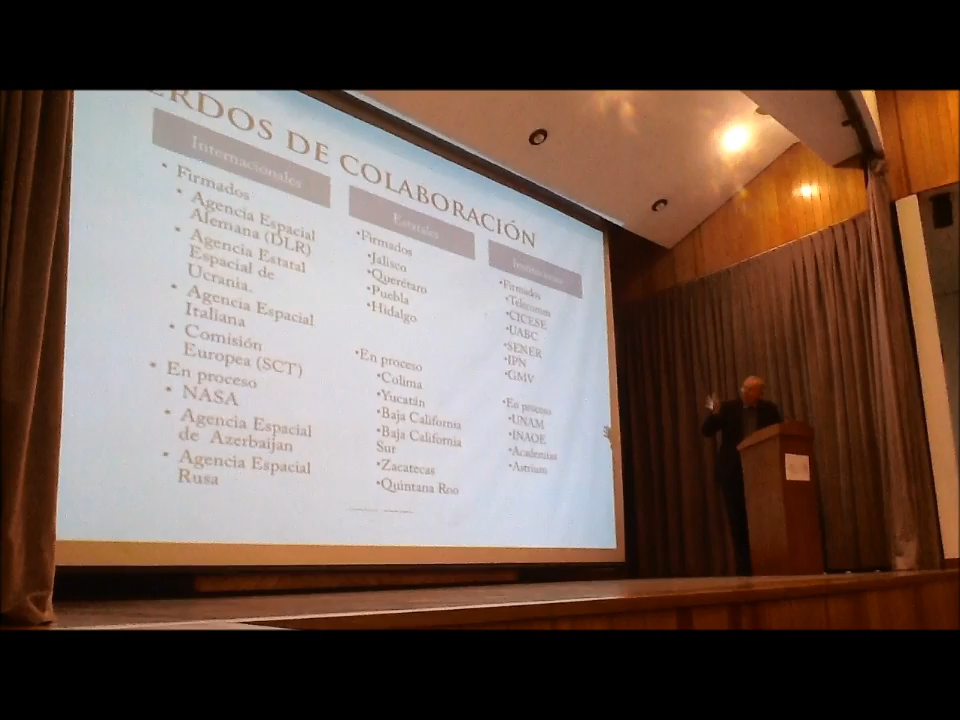 ERDOS DE COLABORACIÓN
Internacionales
• Firmados
• Agencia Espacial
Alemana (DLR)
• Agencia Estatal
Espacial de
Ucrania.
• Agencia Espacial
Italiana
• Comisión
Europea (SCT)
• En proceso
• NASA
• Agencia Espacial
de Azerbaijan
• Agencia Espacial
Rusa
Estatales
•Firmados
•Jalisco
•Querétaro
•Puebla
•Hidalgo
•En proceso
•Colima
•Yucatán
•Baja California
•Baja California
Sur
•Zacatecas
•Quintana Roo
•Firmados
•Telecomm
•CICESE
•UABC
•SENER
•IPN
•GMV
•En proceso
•UNAM
•INAOE
•Academias
•Astrium